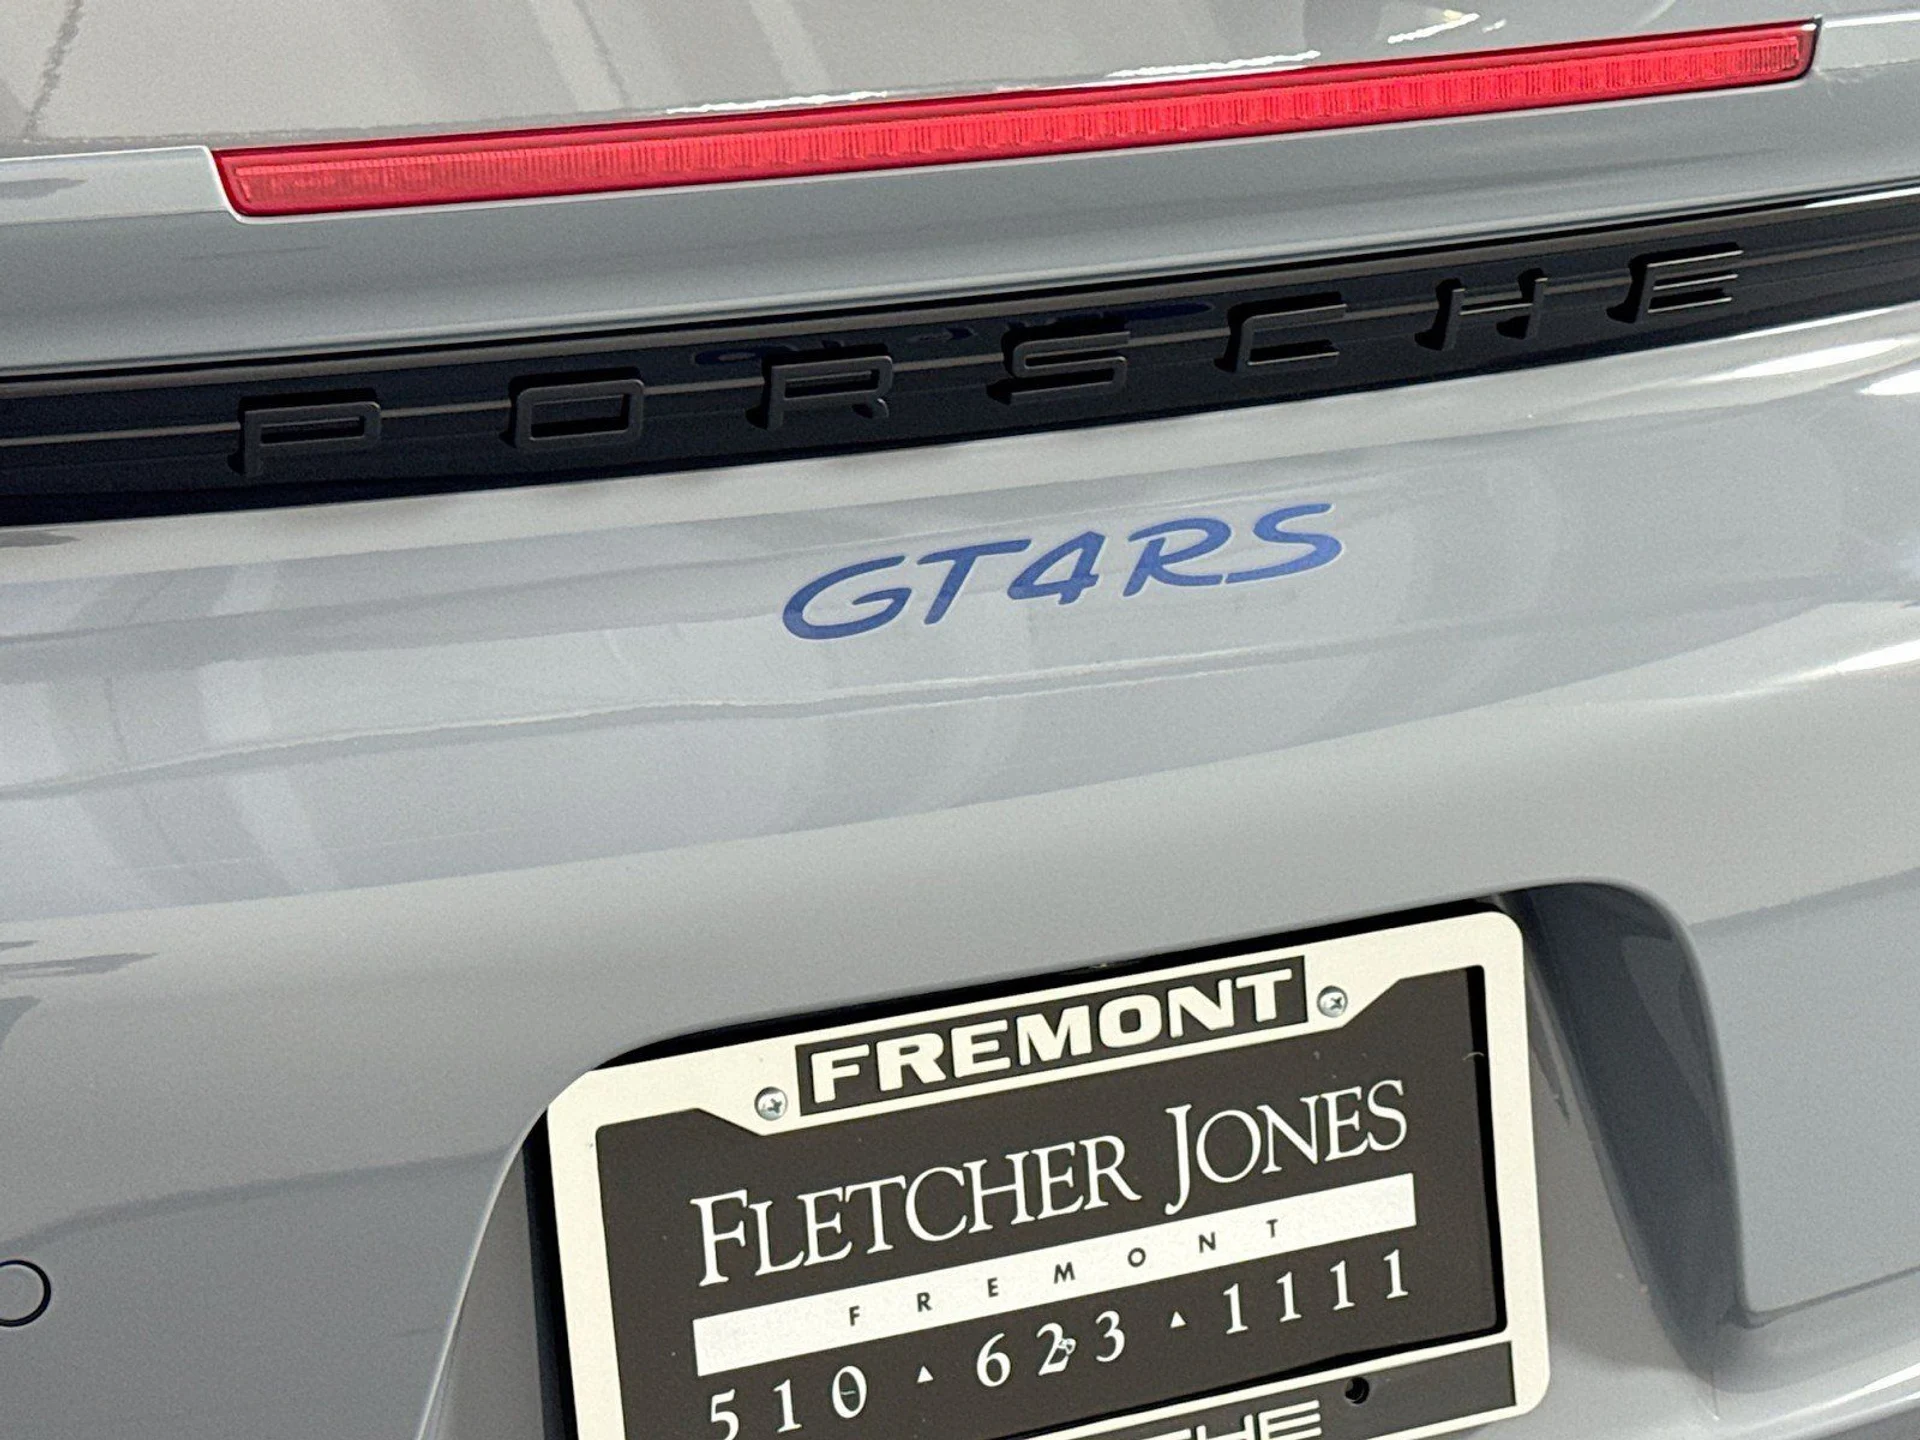 PORSCHE
GT4RS
FREMONT
FLETCHER JONES
FREMONT
510 ▲ 623 ▲ 1111